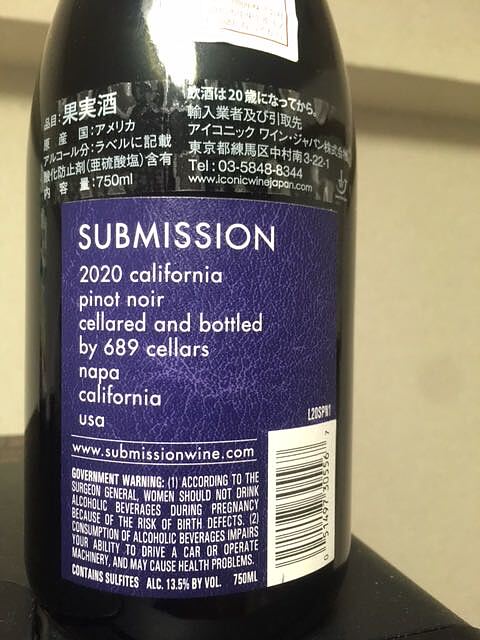 品目:果実酒
原 産 国:アメリカ
アルコール分:ラベルに記載
酸化防止剤(亜硫酸塩)含有
内 容 量:750ml
飲酒は20歳になってから。
輸入業者及び引取先
アイコニック ワイン・ジャパン株式会
東京都練馬区中村南3-22-1
Tel:03-5848-8344
www.iconicwinejapan.com
SUBMISSION
2020 california
pinot noir
cellared and bottled
by 689 cellars
napa
california
usa
L20SPN1
www.submissionwine.com
GOVERNMENT WARNING: (1) ACCORDING TO THE
SURGEON GENERAL, WOMEN SHOULD NOT DRINK
ALCOHOLIC BEVERAGES DURING PREGNANCY
BECAUSE OF THE RISK OF BIRTH DEFECTS. (2)
CONSUMPTION OF ALCOHOLIC BEVERAGES IMPAIRS
YOUR ABILITY TO DRIVE A CAR OR OPERATE
MACHINERY, AND MAY CAUSE HEALTH PROBLEMS.
CONTAINS SULFITES ALC. 13.5% BY VOL. 750ML
0 51497 30556 7